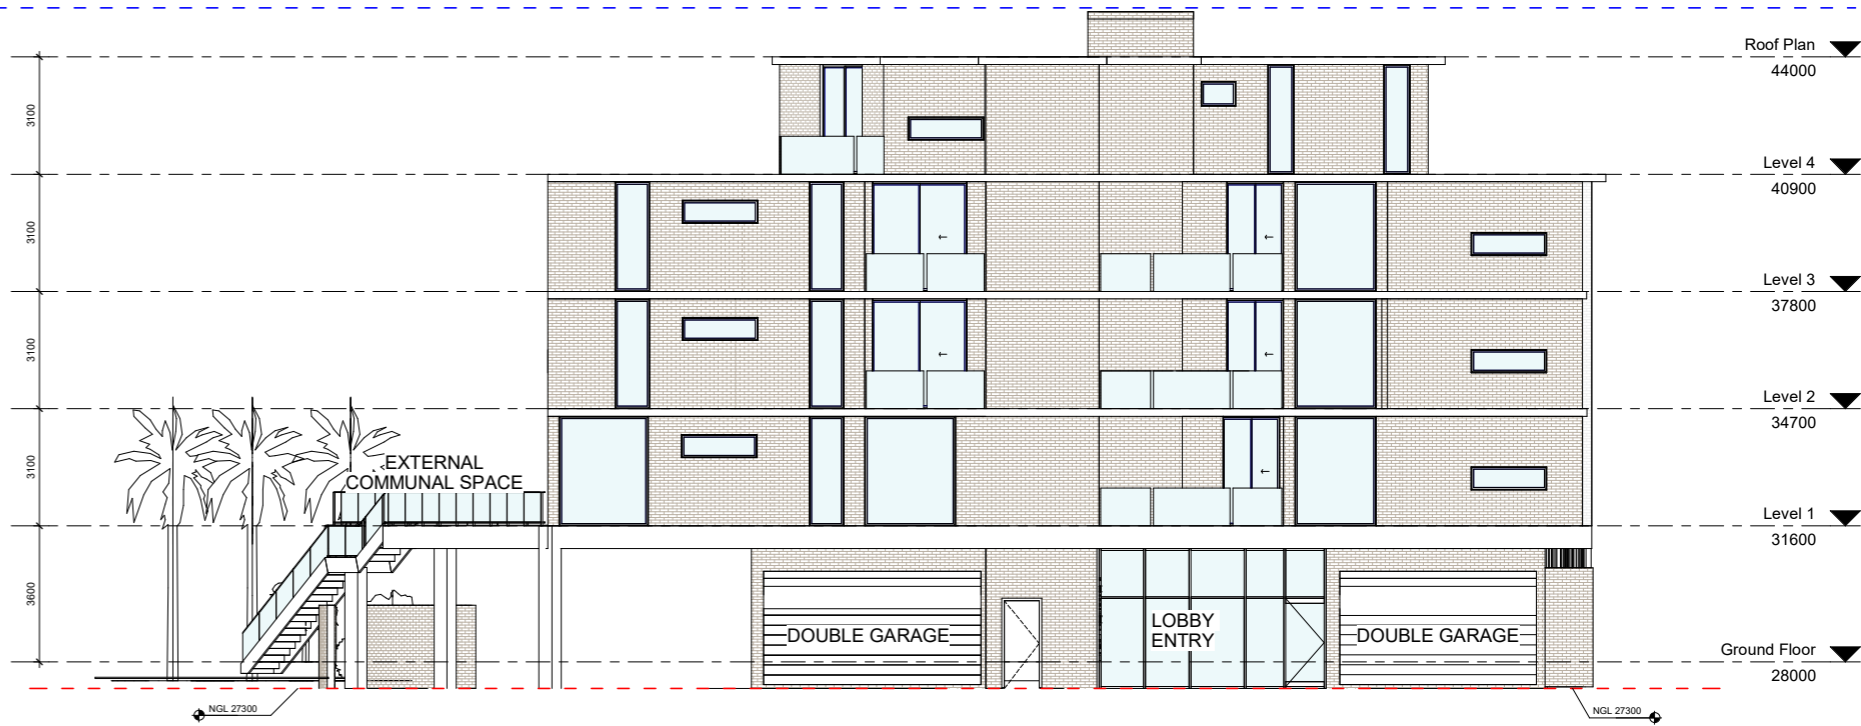 Roof Plan
44000
3100
Level 4
40900
3100
Level 3
37800
3100
Level 2
34700
3100
EXTERNAL
COMMUNAL SPACE
Level 1
31600
3600
DOUBLE GARAGE
LOBBY
ENTRY
DOUBLE GARAGE
Ground Floor
28000
NGL 27300
NGL 27300